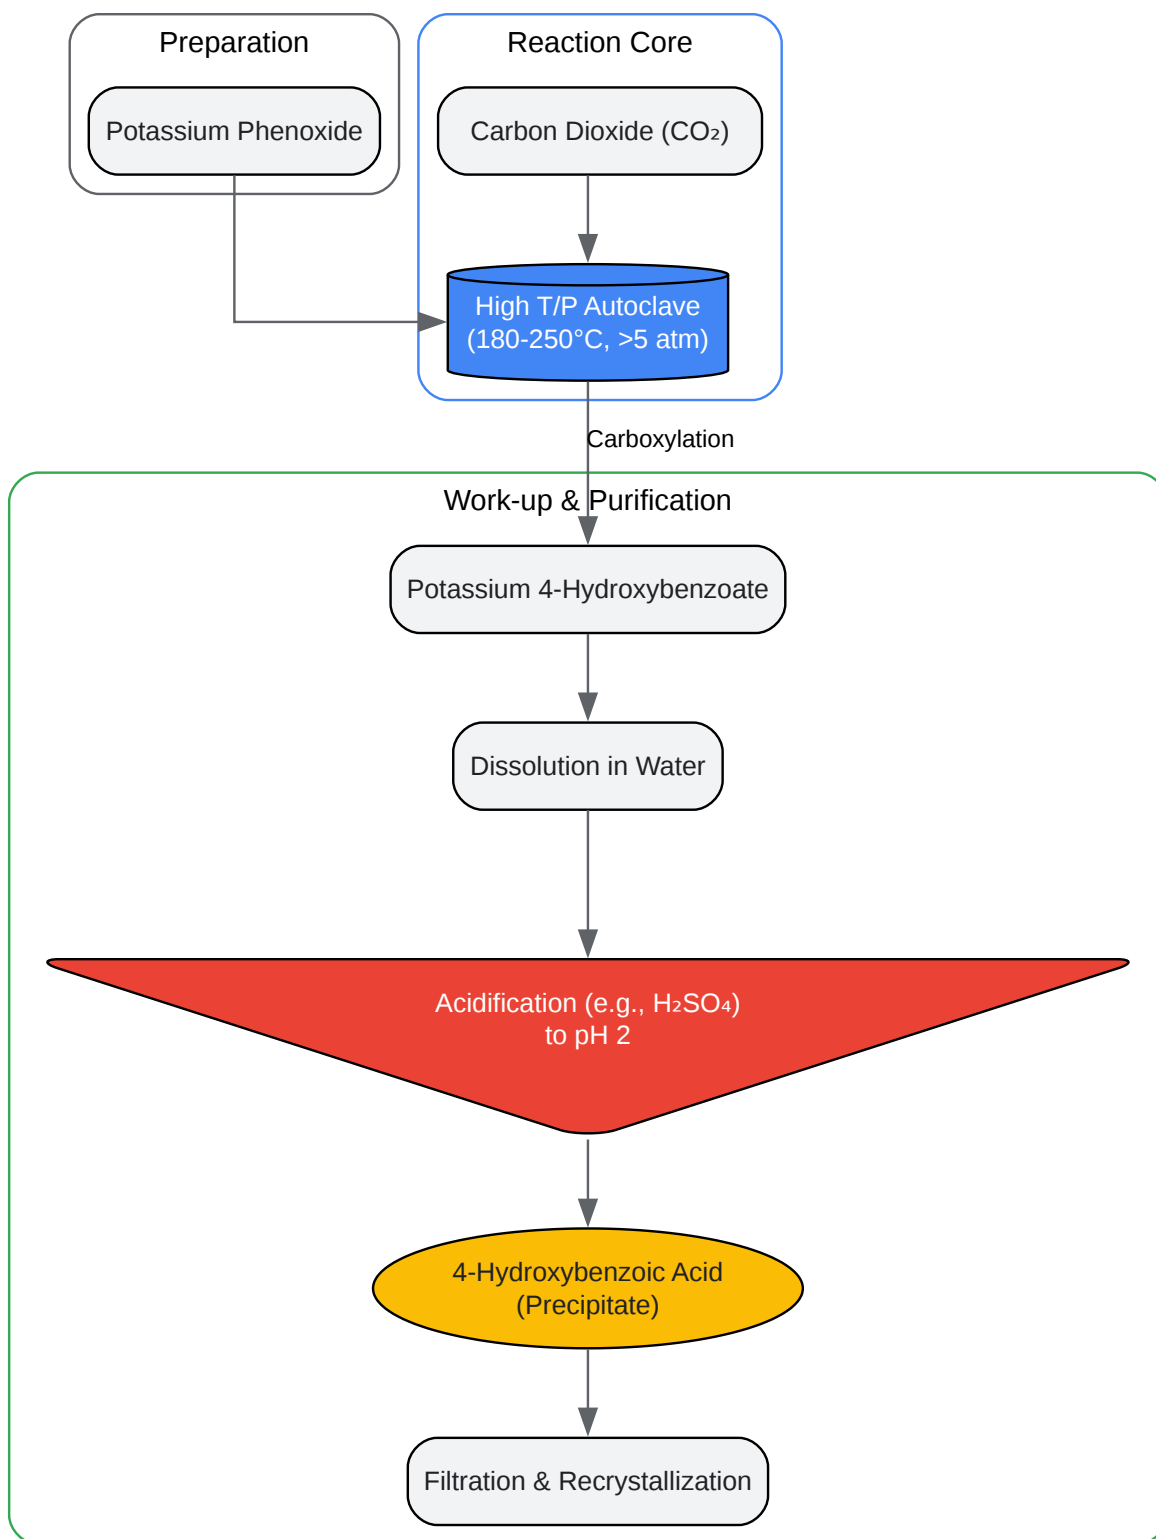 Preparation
Reaction Core
Potassium Phenoxide
Carbon Dioxide (CO₂)
High T/P Autoclave
(180-250°C, >5 atm)
Carboxylation
Work-up & Purification
Potassium 4-Hydroxybenzoate
Dissolution in Water
Acidification (e.g., H₂SO₄)
to pH 2
4-Hydroxybenzoic Acid
(Precipitate)
Filtration & Recrystallization